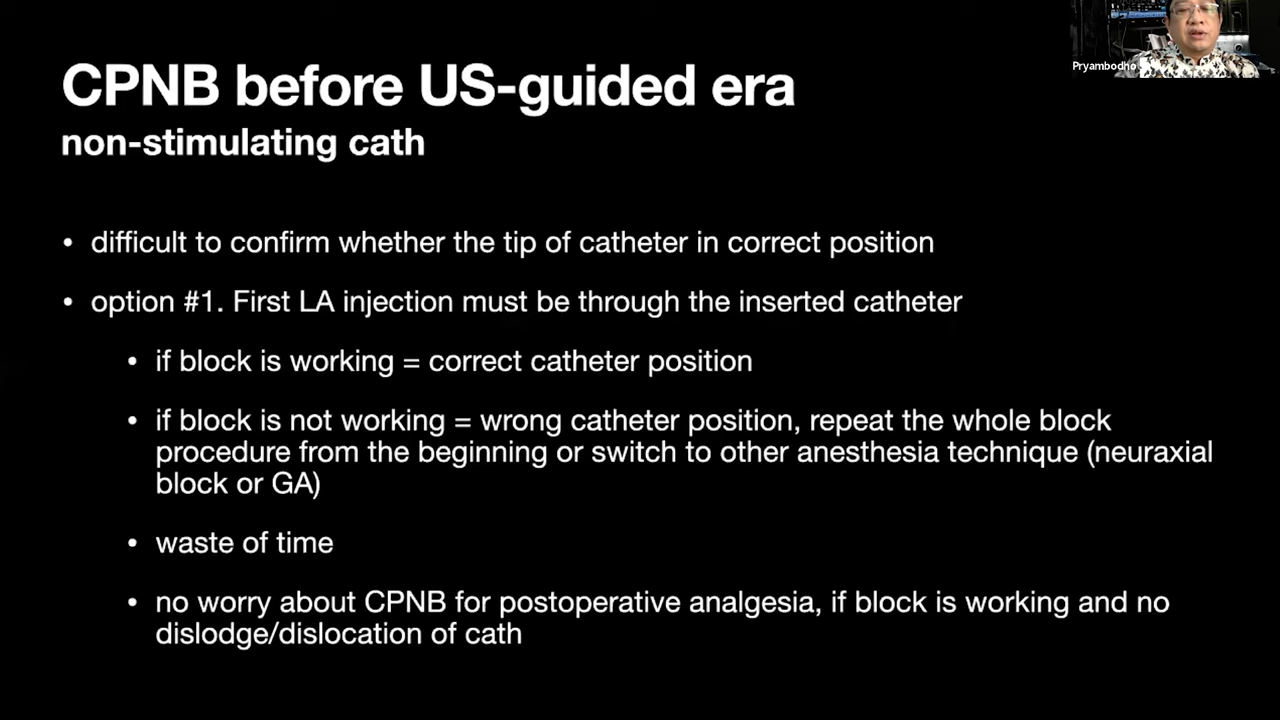 CPNB before US-guided era
non-stimulating cath
Pryambodho
• difficult to confirm whether the tip of catheter in correct position
• option #1. First LA injection must be through the inserted catheter
• if block is working = correct catheter position
• if block is not working = wrong catheter position, repeat the whole block
procedure from the beginning or switch to other anesthesia technique (neuraxial
block or GA)
• waste of time
• no worry about CPNB for postoperative analgesia, if block is working and no
dislodge/dislocation of cath